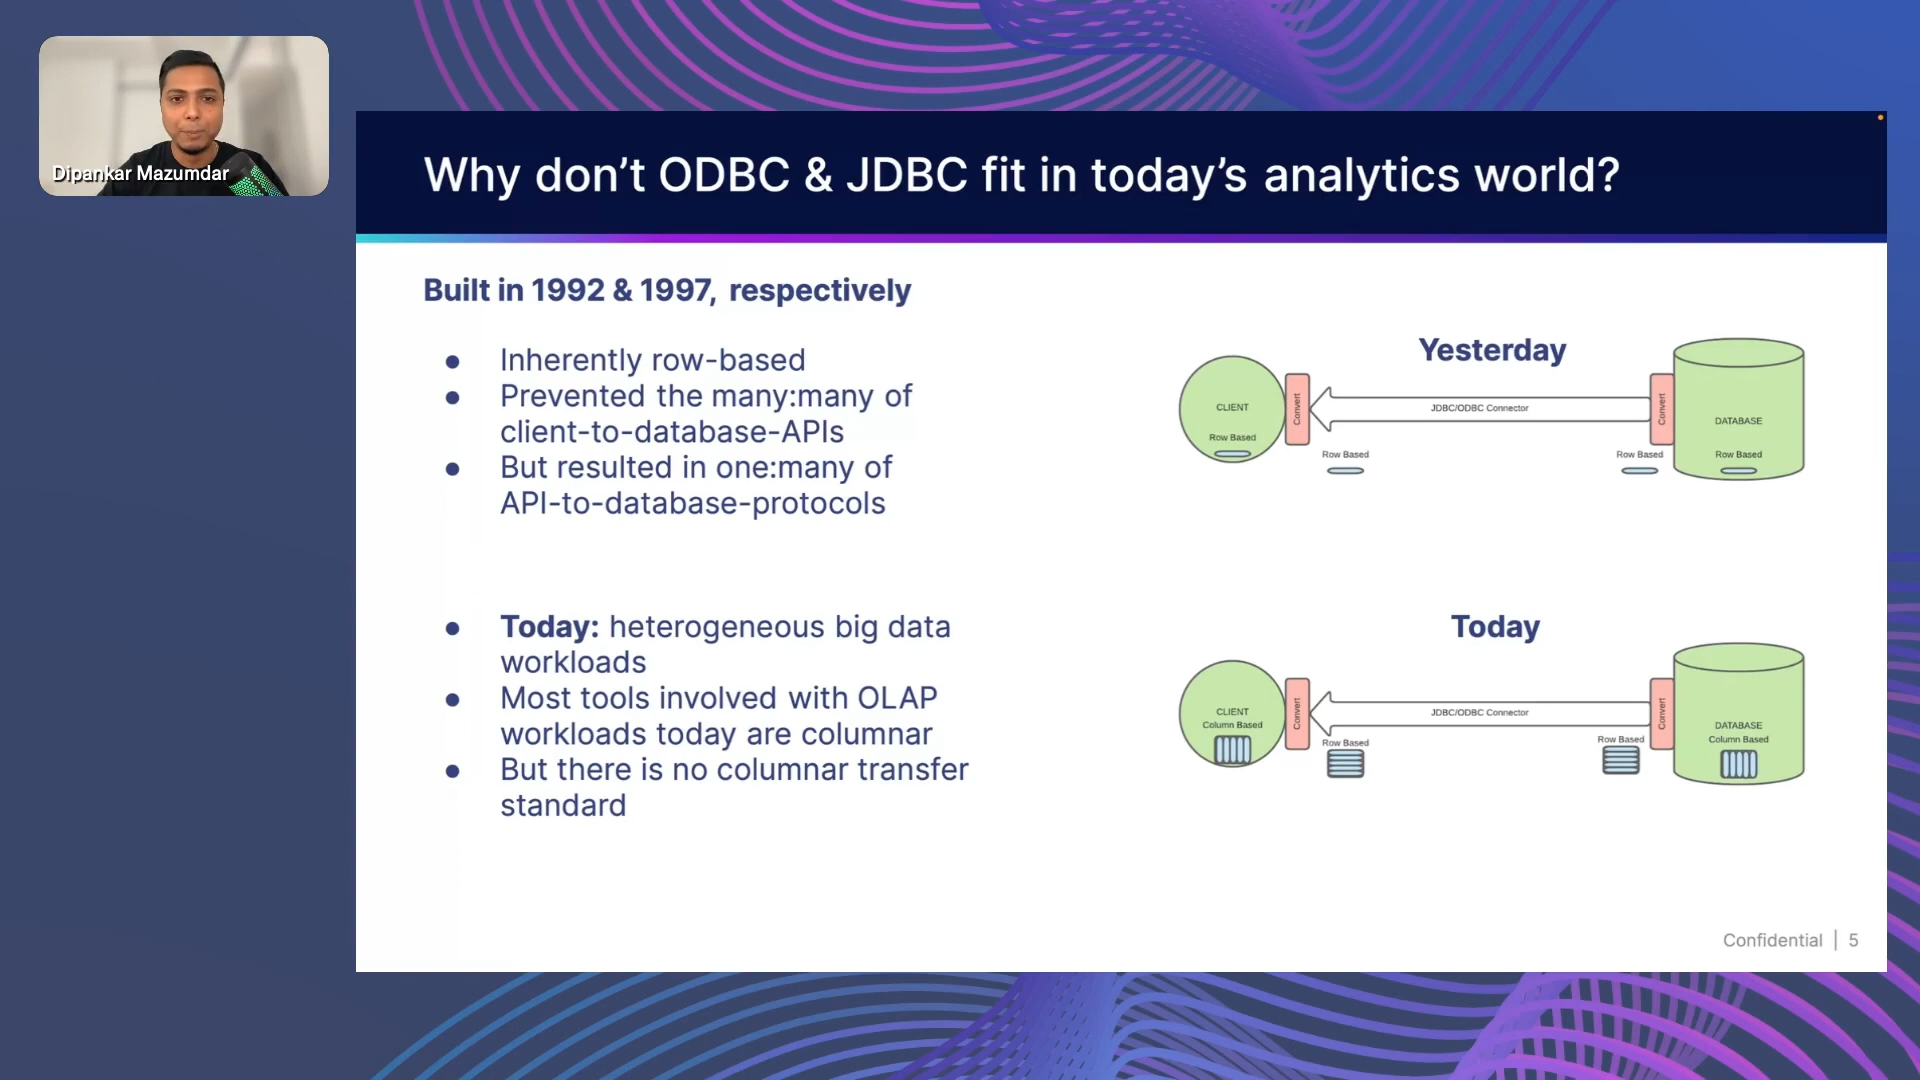 Dipankar Mazumdar
Why don't ODBC & JDBC fit in today's analytics world?
Built in 1992 & 1997, respectively
● Inherently row-based
● Prevented the many:many of
client-to-database-APIs
● But resulted in one:many of
API-to-database-protocols
● Today: heterogeneous big data
workloads
● Most tools involved with OLAP
workloads today are columnar
● But there is no columnar transfer
standard
Yesterday
CLIENT
Row Based
Convert
JDBC/ODBC Connector
Row Based
Row Based
Convert
DATABASE
Row Based
Today
CLIENT
Column Based
Convert
JDBC/ODBC Connector
Row Based
Row Based
Convert
DATABASE
Column Based
Confidential | 5